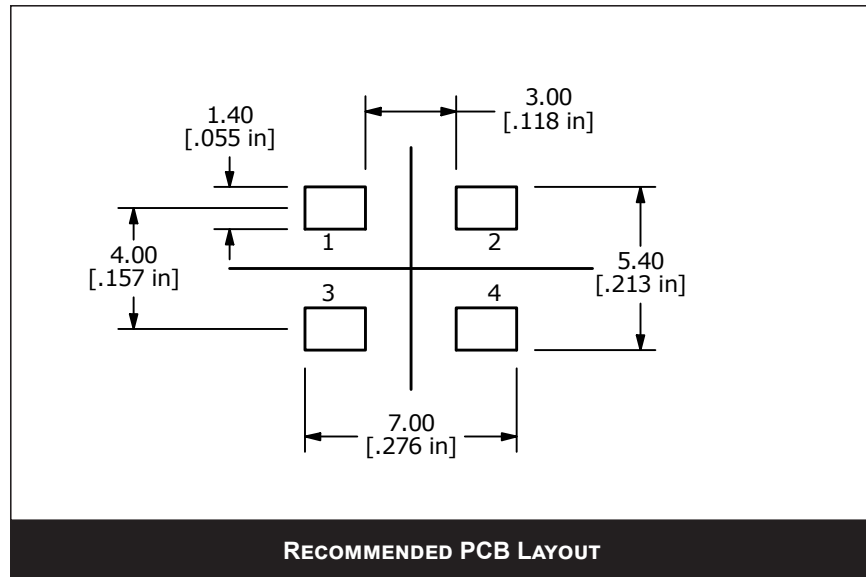 3.00
[.118 in]
1.40
[.055 in]
1
2
4.00
[.157 in]
5.40
[.213 in]
3
4
7.00
[.276 in]
RECOMMENDED PCB LAYOUT